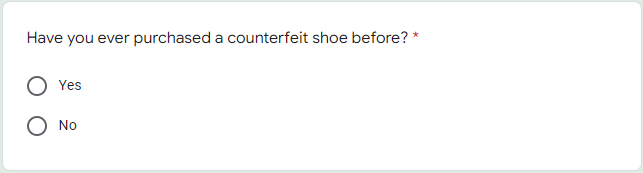 Have you ever purchased a counterfeit shoe before? *
Yes
No